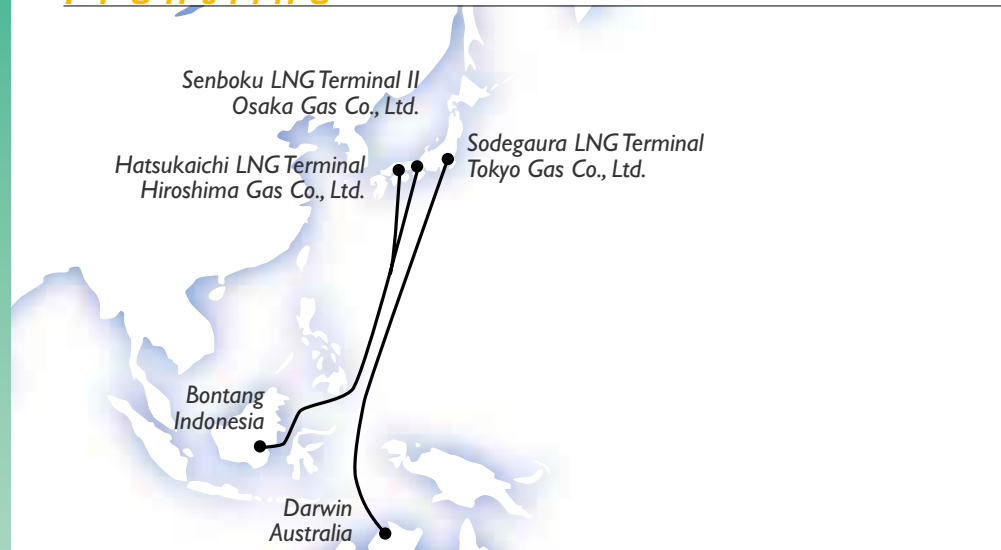 Senboku LNG Terminal II
Osaka Gas Co., Ltd.
Sodegaura LNG Terminal
Tokyo Gas Co., Ltd.
Hatsukaichi LNG Terminal
Hiroshima Gas Co., Ltd.
Bontang
Indonesia
Darwin
Australia